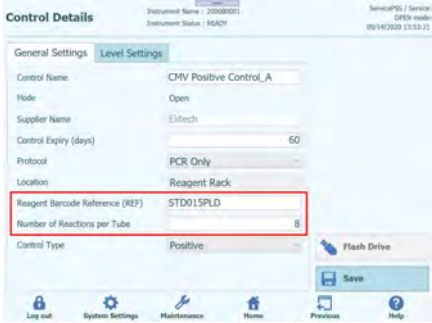 Control Details
Instrument Name : 200680001
Instrument Status : READY
ServicePSS / Service
OPEN mode
09/14/2020 13:53:21
General Settings
Level Settings
Control Name
CMV Positive Control_A
Mode
Open
Supplier Name
Elitech
Control Expiry (days)
60
Protocol
PCR Only
Location
Reagent Rack
Reagent Barcode Reference (REF)
STD015PLD
Number of Reactions per Tube
8
Control Type
Positive
Flash Drive
Save
Log out
System Settings
Maintenance
Home
Previous
Help